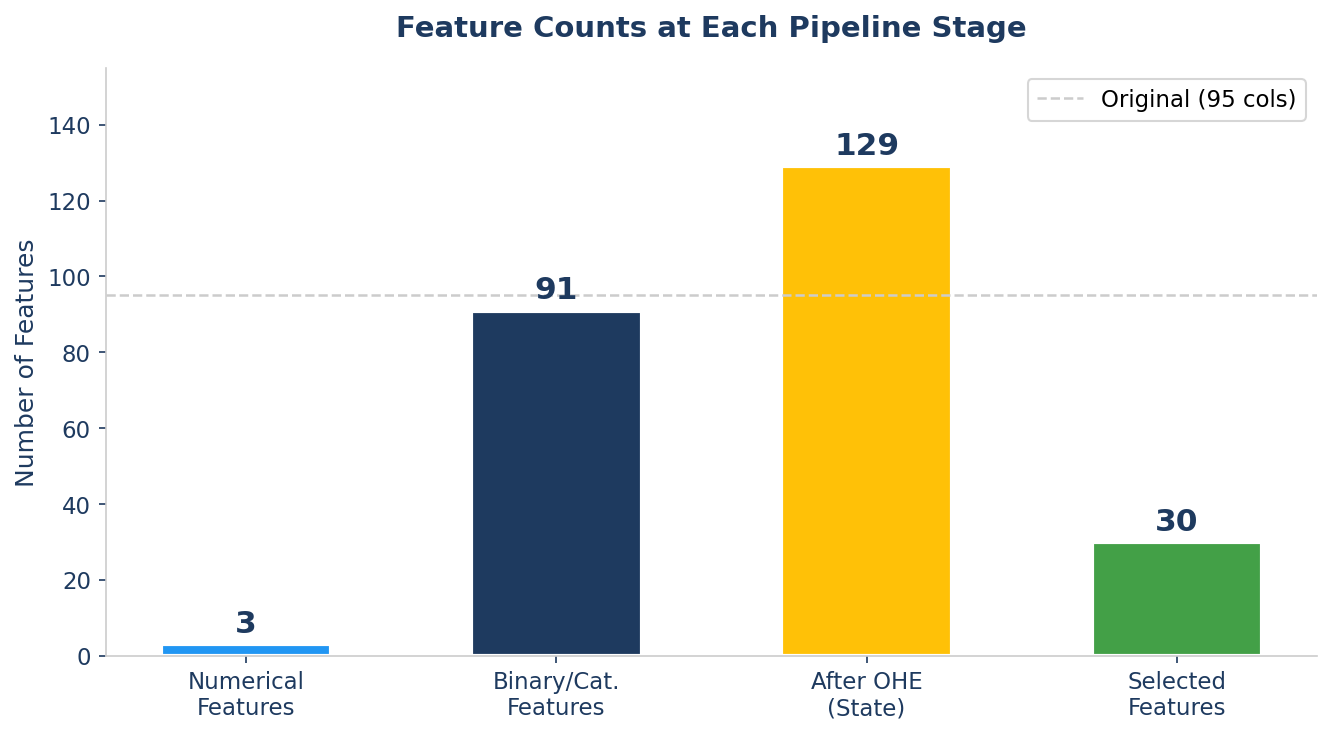 Feature Counts at Each Pipeline Stage
Original (95 cols)
Number of Features
140
120
100
80
60
40
20
0
3
91
129
30
Numerical
Features
Binary/Cat.
Features
After OHE
(State)
Selected
Features